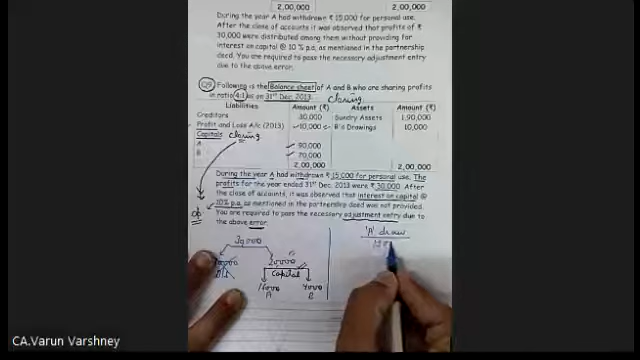 2,00,000 2,00,000
During the year A had withdrawn ₹ 15,000 for personal use.
After the close of accounts it was observed that profits of ₹
30,000 were distributed among them without providing for
interest on capital @ 10 % p.a. as mentioned in the partnership
deed. You are required to pass the necessary adjustment entry
due to the above error.
Q9 Following is the Balance sheet of A and B who are sharing profits
in ratio 4:1 as on 31st Dec. 2013. closing
Liabilities Amount (₹) Assets Amount (₹)
Creditors 30,000 Sundry Assets 1,90,000
Profit and Loss A/c (2013) 10,000 B's Drawings 10,000
Capitals closing
A 90,000
B 70,000
2,00,000 2,00,000
During the year A had withdrawn ₹ 15,000 for personal use. The
profits for the year ended 31st Dec. 2013 were ₹ 30,000. After
the close of accounts, it was observed that interest on capital @
10% p.a. as mentioned in the partnership deed was not provided.
You are required to pass the necessary adjustment entry due to
the above error.
30000
20000
Capital
16000 4000
A B
'A' draw
CA.Varun Varshney